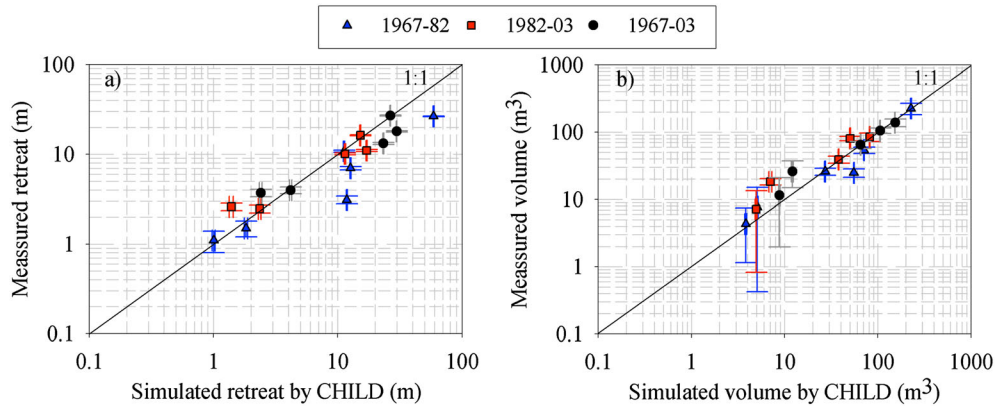 1967-82 1982-03 1967-03
a) 1:1
Meassured retreat (m)
100
10
1
0.1
0.1 1 10 100
Simulated retreat by CHILD (m)
b) 1:1
Meassured volume (m³)
1000
100
10
1
0.1
0.1 1 10 100 1000
Simulated volume by CHILD (m³)